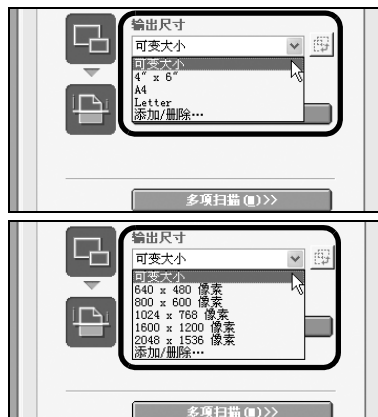 输出尺寸
可变大小
可变大小
4″ x 6″
A4
Letter
添加/删除…
多项扫描(M)>>
输出尺寸
可变大小
可变大小
640 x 480 像素
800 x 600 像素
1024 x 768 像素
1600 x 1200 像素
2048 x 1536 像素
添加/删除…
多项扫描(M)>>